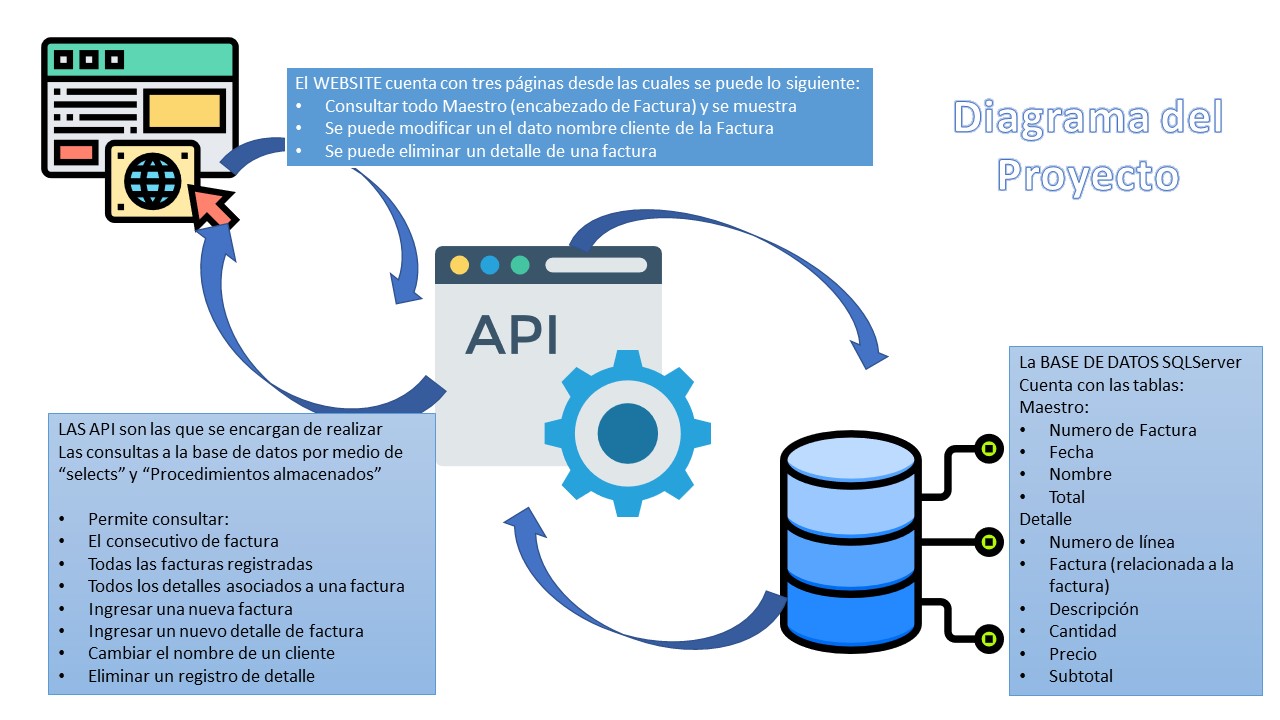 Diagrama del
Proyecto
El WEBSITE cuenta con tres páginas desde las cuales se puede lo siguiente:
• Consultar todo Maestro (encabezado de Factura) y se muestra
• Se puede modificar un el dato nombre cliente de la Factura
• Se puede eliminar un detalle de una factura
API
LAS API son las que se encargan de realizar
Las consultas a la base de datos por medio de
“selects” y “Procedimientos almacenados”
• Permite consultar:
• El consecutivo de factura
• Todas las facturas registradas
• Todos los detalles asociados a una factura
• Ingresar una nueva factura
• Ingresar un nuevo detalle de factura
• Cambiar el nombre de un cliente
• Eliminar un registro de detalle
La BASE DE DATOS SQLServer
Cuenta con las tablas:
Maestro:
• Numero de Factura
• Fecha
• Nombre
• Total
Detalle
• Numero de línea
• Factura (relacionada a la
factura)
• Descripción
• Cantidad
• Precio
• Subtotal